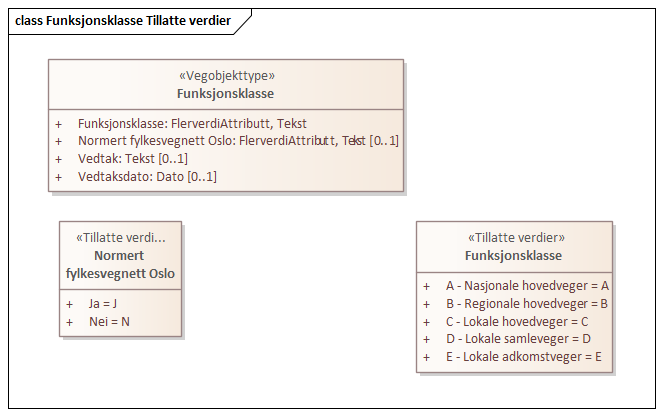 class Funksjonsklasse Tillatte verdier
«Vegobjekttype»
Funksjonsklasse
+ Funksjonsklasse: FlerverdiAttributt, Tekst
+ Normert fylkesvegnett Oslo: FlerverdiAttributt, Tekst [0..1]
+ Vedtak: Tekst [0..1]
+ Vedtaksdato: Dato [0..1]
«Tillatte verdi...
Normert
fylkesvegnett Oslo
+ Ja = J
+ Nei = N
«Tillatte verdier»
Funksjonsklasse
+ A - Nasjonale hovedveger = A
+ B - Regionale hovedveger = B
+ C - Lokale hovedveger = C
+ D - Lokale samleveger = D
+ E - Lokale adkomstveger = E